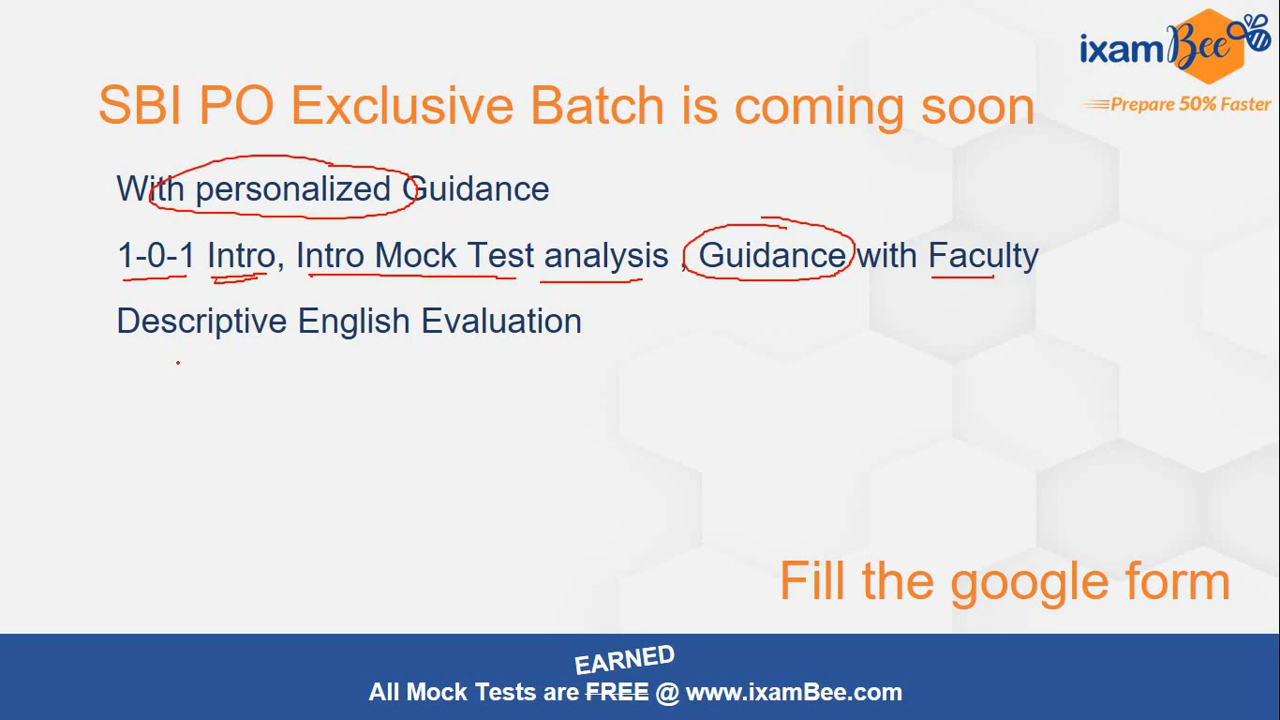 ixamBee
Prepare 50% Faster
SBI PO Exclusive Batch is coming soon
With personalized Guidance
1-0-1 Intro, Intro Mock Test analysis , Guidance with Faculty
Descriptive English Evaluation
Fill the google form
EARNED
All Mock Tests are FREE @ www.ixamBee.com